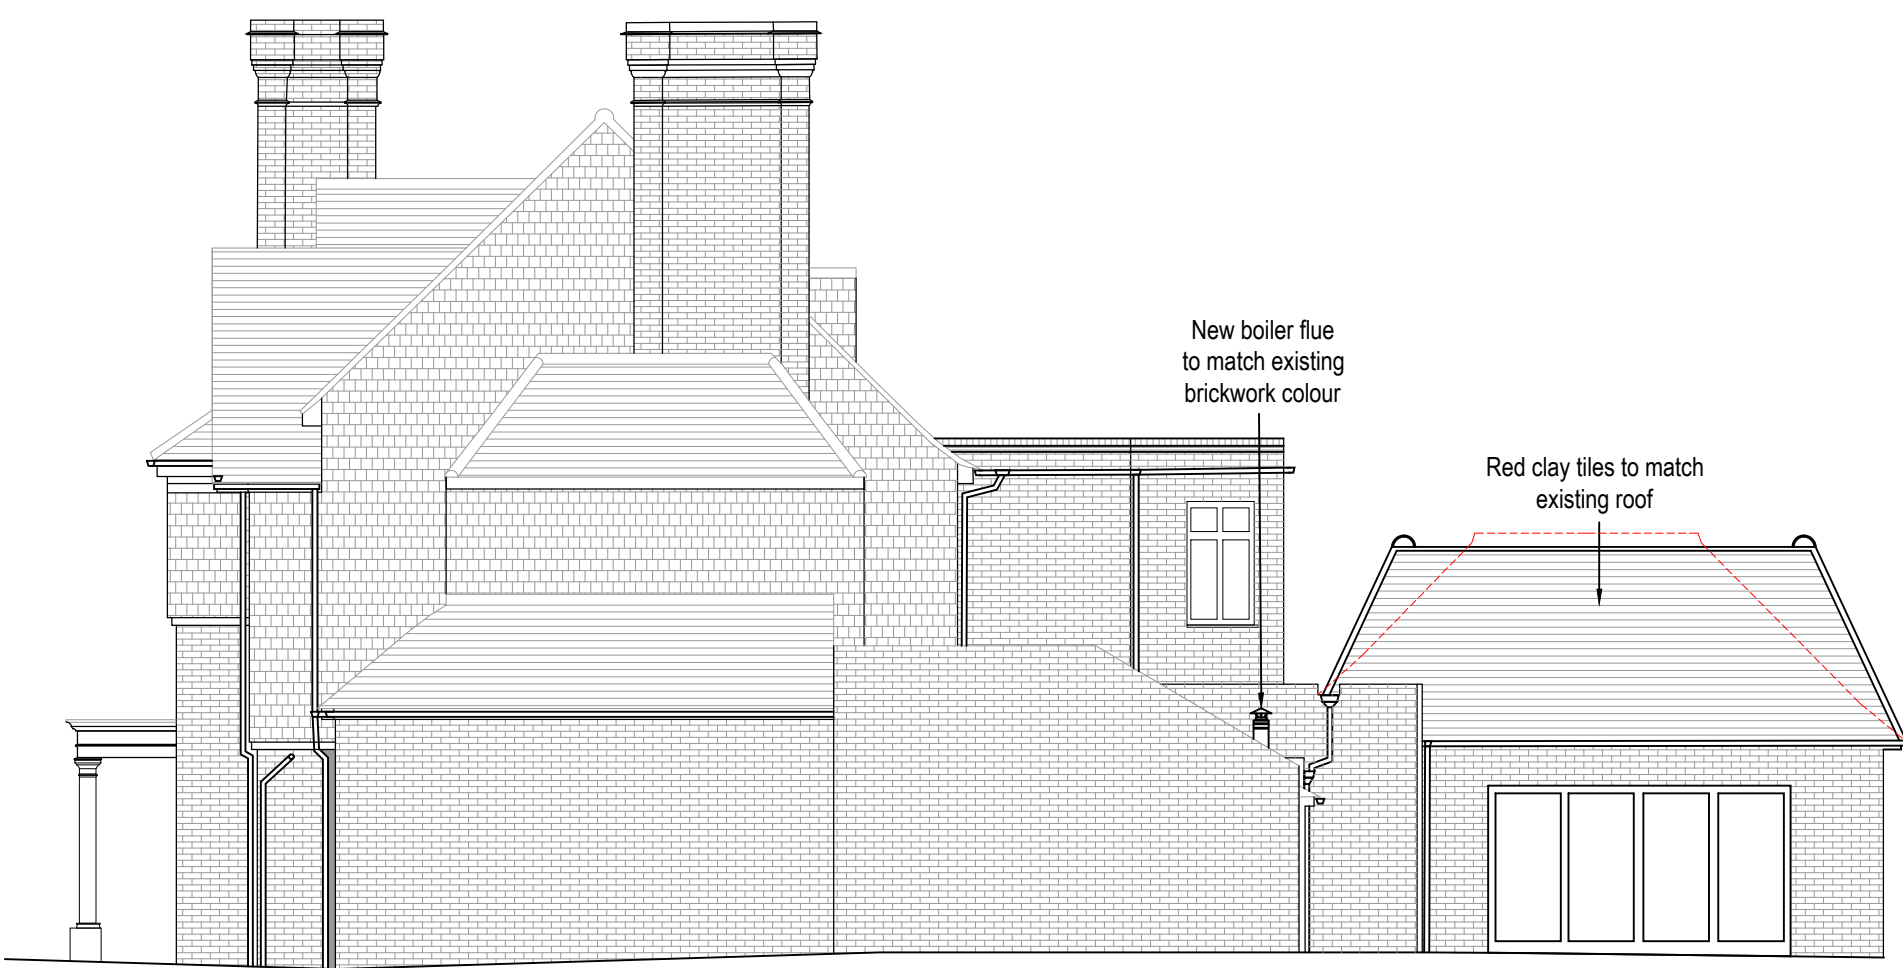 New boiler flue
to match existing
brickwork colour
Red clay tiles to match
existing roof